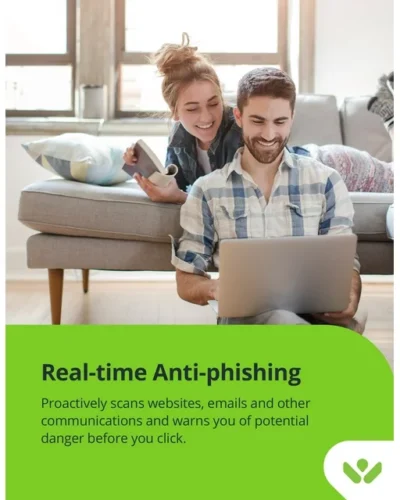 Real-time Anti-phishing
Proactively scans websites, emails and other
communications and warns you of potential
danger before you click.